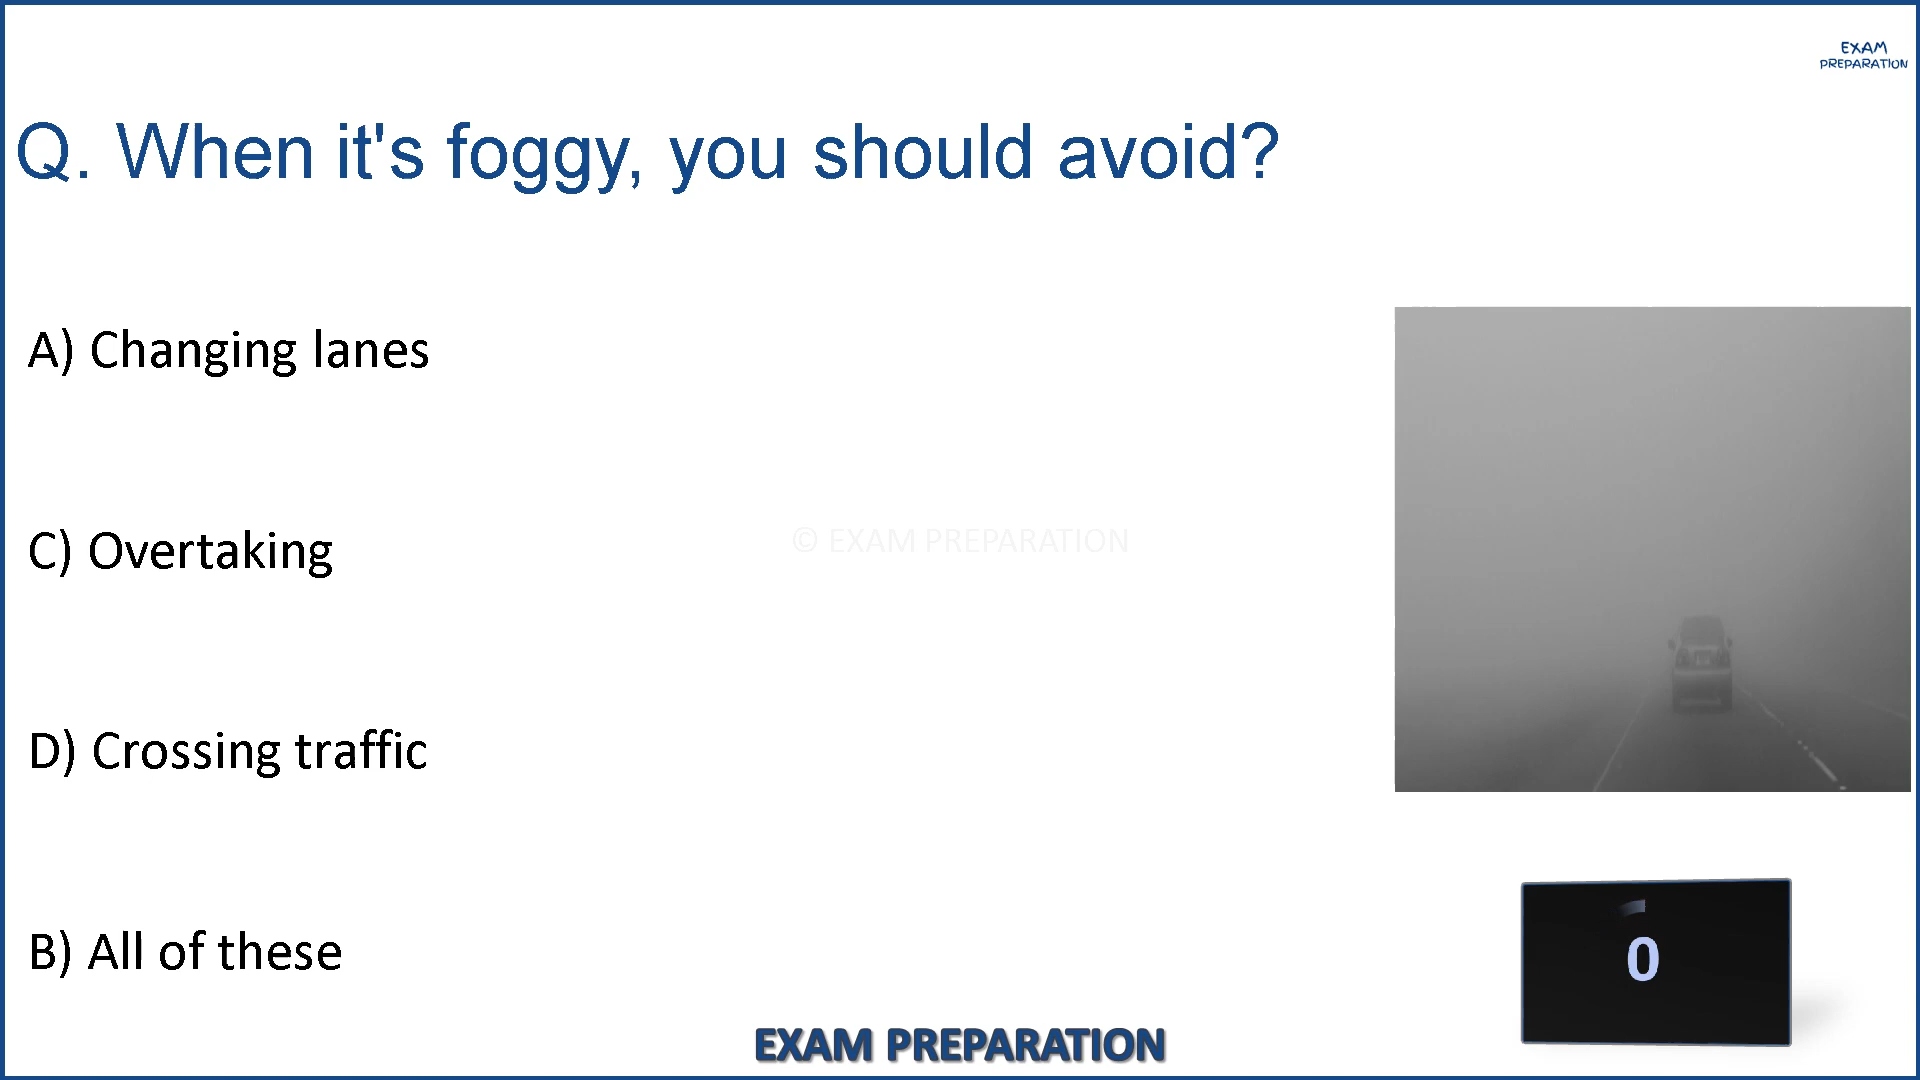 EXAM
PREPARATION
Q. When it's foggy, you should avoid?
A) Changing lanes
C) Overtaking
© EXAM PREPARATION
D) Crossing traffic
B) All of these
0
EXAM PREPARATION